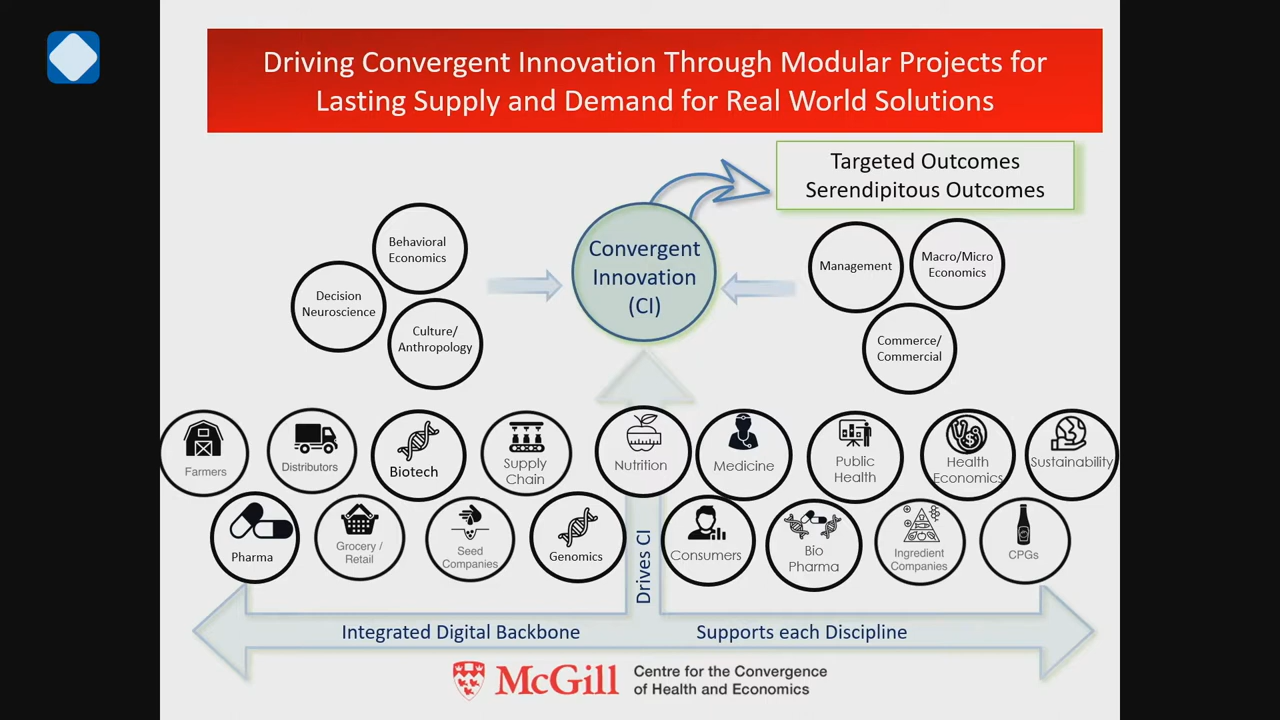 Driving Convergent Innovation Through Modular Projects for
Lasting Supply and Demand for Real World Solutions
Targeted Outcomes
Serendipitous Outcomes
Behavioral
Economics
Decision
Neuroscience
Culture/
Anthropology
Convergent
Innovation
(CI)
Management
Macro/Micro
Economics
Commerce/
Commercial
Farmers
Distributors
Biotech
Supply
Chain
Nutrition
Medicine
Public
Health
Health
Economics
Sustainability
Pharma
Grocery /
Retail
Seed
Companies
Genomics
Consumers
Bio
Pharma
Ingredient
Companies
CPGs
Drives CI
Integrated Digital Backbone
Supports each Discipline
McGill
Centre for the Convergence
of Health and Economics